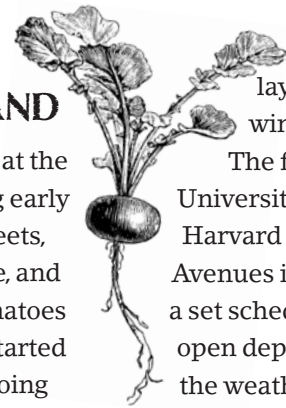 AND
at the
g early
eets,
e, and
matoes
tarted
oing
lay
win
The f
Universit
Harvard
Avenues i
a set sched
open dep
the weath